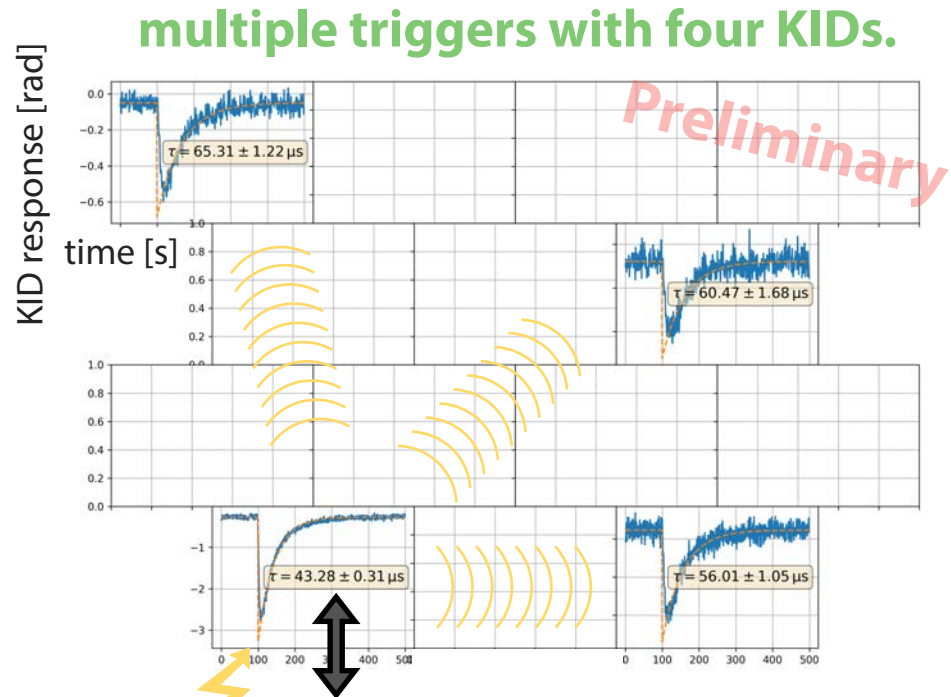 multiple triggers with four KIDs.
KID response [rad]
Preliminary
0.0
−0.2
−0.4
−0.6
τ = 65.31 ± 1.22 μs
time [s]
1.0
0.8
0.6
0.4
0.2
0.0
τ = 60.47 ± 1.68 μs
1.0
0.8
0.6
0.4
0.2
0.0
−1
−2
−3
τ = 43.28 ± 0.31 μs
τ = 56.01 ± 1.05 μs
0 100 200 300 400 500 0 100 200 300 400 500